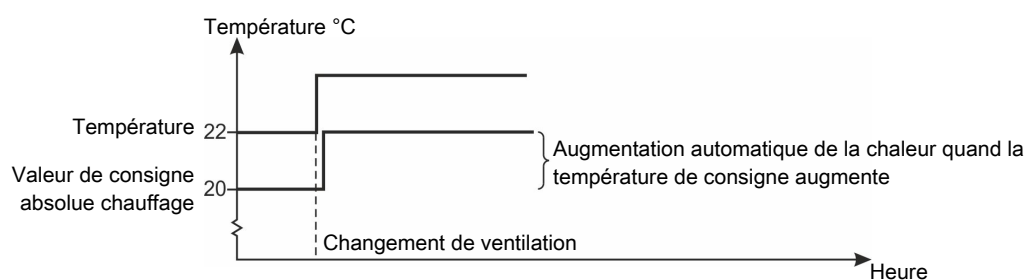 Température °C
Température 22
Valeur de consigne
absolue chauffage
20
Augmentation automatique de la chaleur quand la
température de consigne augmente
Changement de ventilation
Heure